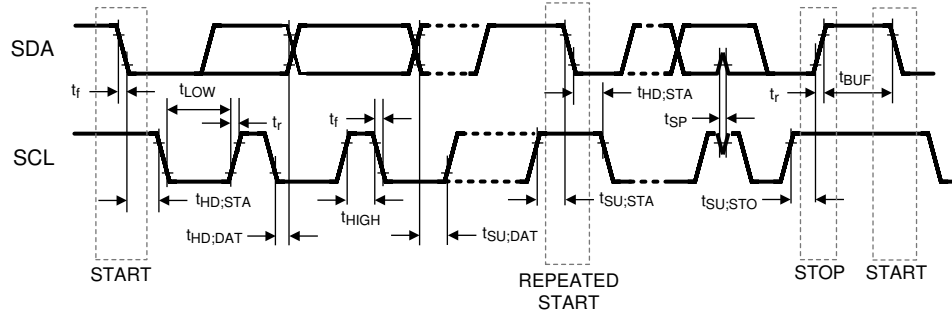 SDA
t_f
t_LOW
t_r
t_f
t_HD;STA
t_SP
t_r
t_BUF
SCL
t_HD;STA
t_HD;DAT
t_HIGH
t_SU;DAT
t_SU;STA
t_SU;STO
START
REPEATED
START
STOP
START